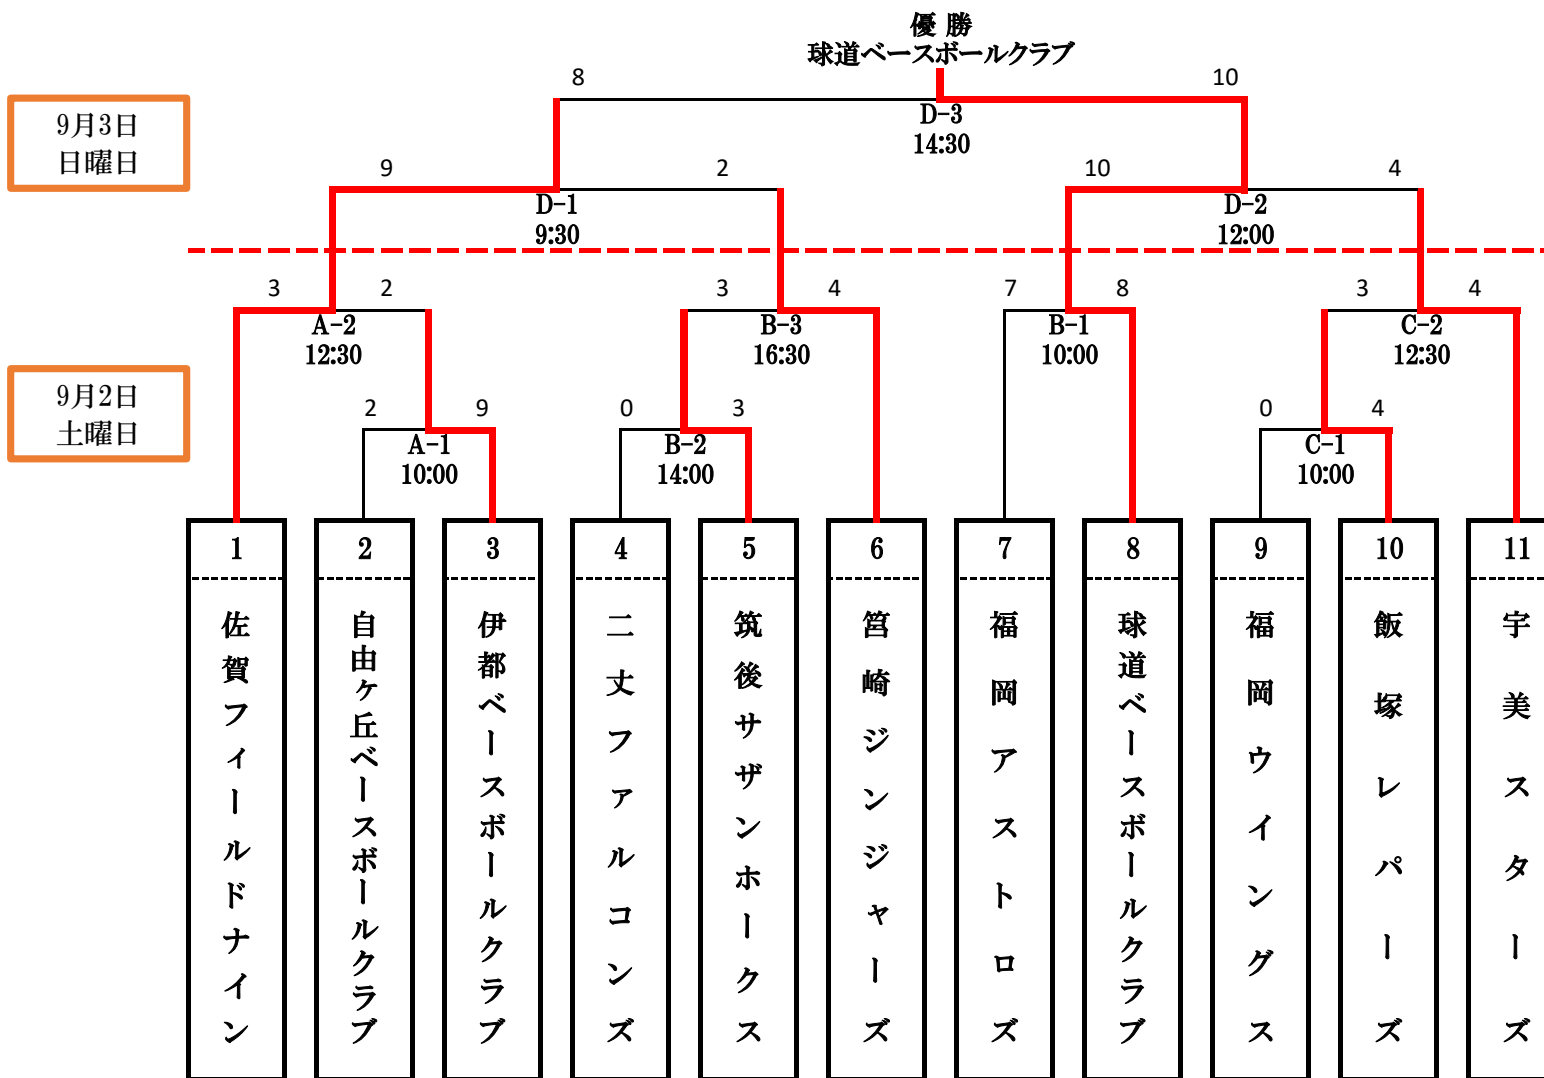 優 勝
球道ベースボールクラブ
8
10
D-3
14:30
9月3日
日曜日
9
2
10
4
D-1
9:30
D-2
12:00
3
2
3
4
7
8
3
4
A-2
12:30
B-3
16:30
B-1
10:00
C-2
12:30
9月2日
土曜日
2
9
0
3
0
4
A-1
10:00
B-2
14:00
C-1
10:00
1
2
3
4
5
6
7
8
9
10
11
佐賀フィールドナイン
自由ヶ丘ベースボールクラブ
伊都ベースボールクラブ
二丈ファルコンズ
筑後サザンホークス
筥崎ジンジャーズ
福岡アストロズ
球道ベースボールクラブ
福岡ウイングス
飯塚レパーズ
宇美スターズ